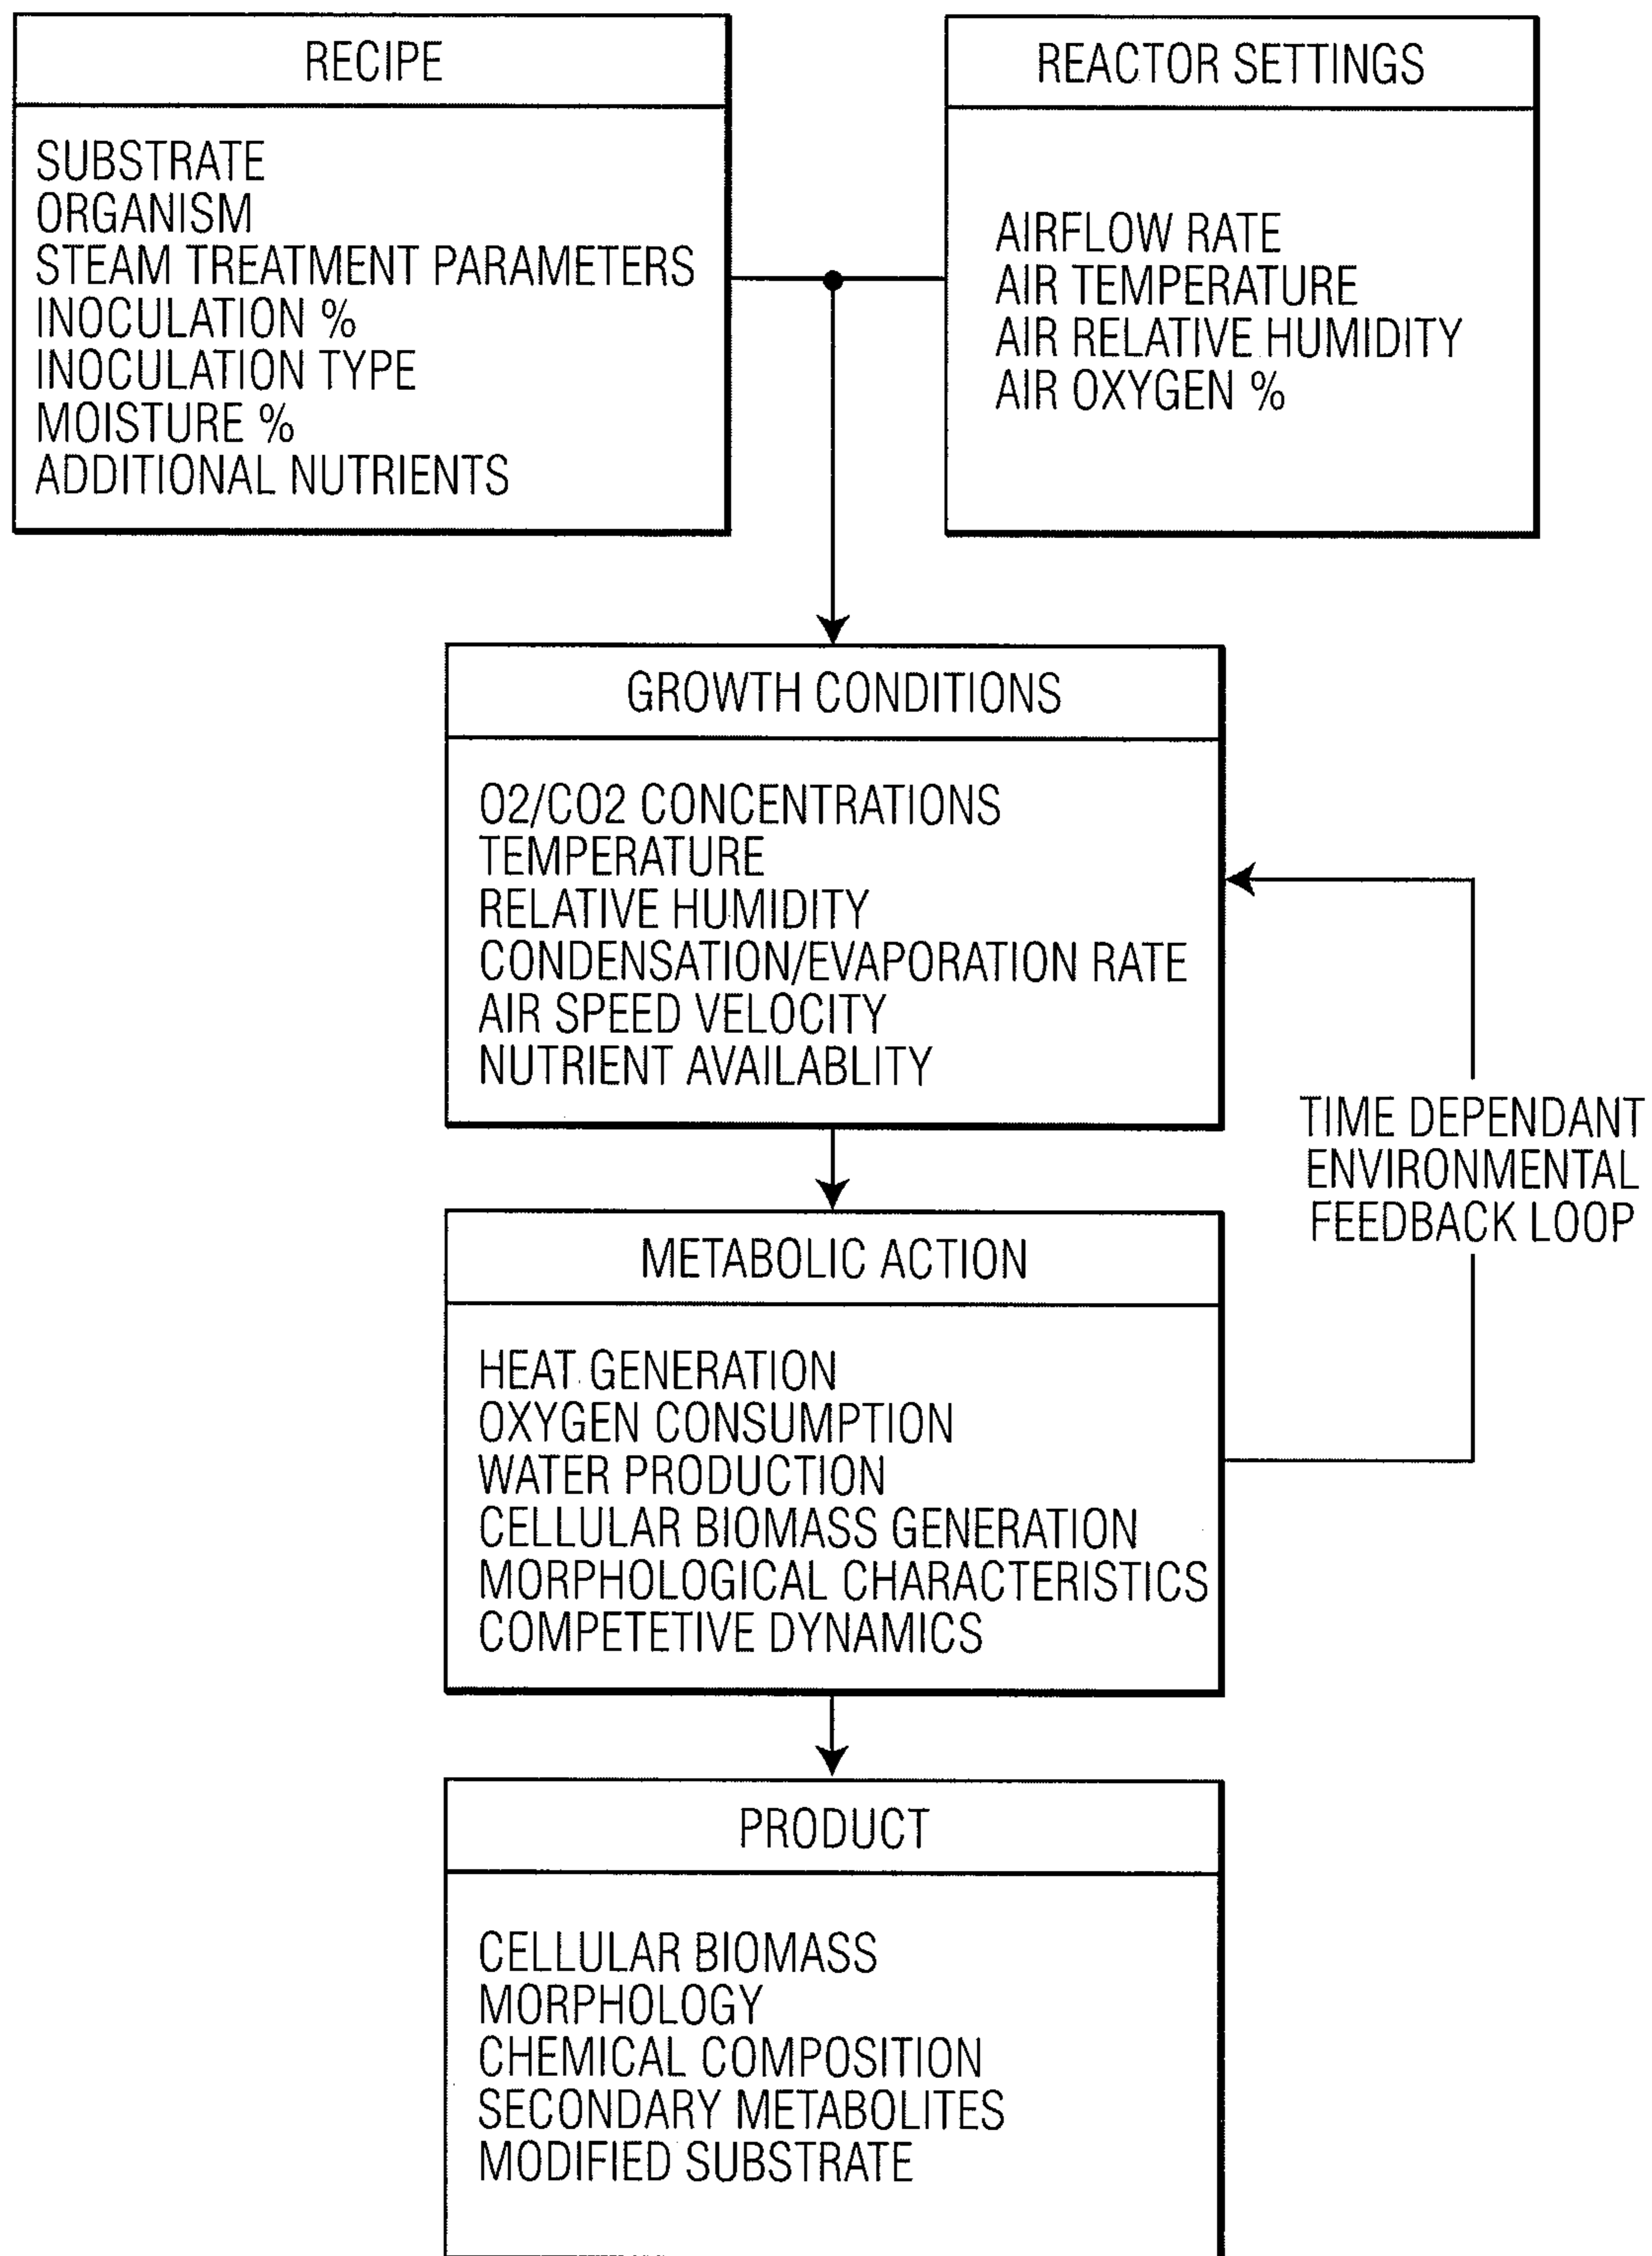 RECIPE
SUBSTRATE
ORGANISM
STEAM TREATMENT PARAMETERS
INOCULATION %
INOCULATION TYPE
MOISTURE %
ADDITIONAL NUTRIENTS
REACTOR SETTINGS
AIRFLOW RATE
AIR TEMPERATURE
AIR RELATIVE HUMIDITY
AIR OXYGEN %
GROWTH CONDITIONS
O2/CO2 CONCENTRATIONS
TEMPERATURE
RELATIVE HUMIDITY
CONDENSATION/EVAPORATION RATE
AIR SPEED VELOCITY
NUTRIENT AVAILABLITY
TIME DEPENDANT
ENVIRONMENTAL
FEEDBACK LOOP
METABOLIC ACTION
HEAT GENERATION
OXYGEN CONSUMPTION
WATER PRODUCTION
CELLULAR BIOMASS GENERATION
MORPHOLOGICAL CHARACTERISTICS
COMPETETIVE DYNAMICS
PRODUCT
CELLULAR BIOMASS
MORPHOLOGY
CHEMICAL COMPOSITION
SECONDARY METABOLITES
MODIFIED SUBSTRATE